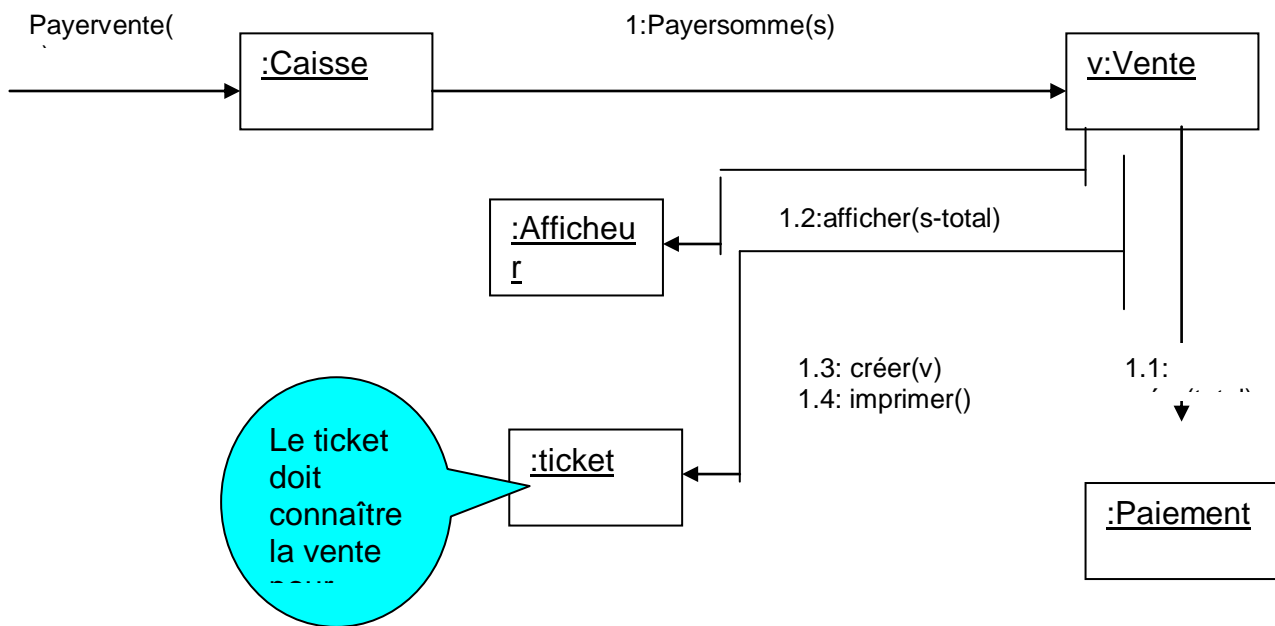 Payervente(
1:Payersomme(s)
:Caisse
v:Vente
:Afficheu
r
1.2:afficher(s-total)
1.3: créer(v)
1.4: imprimer()
1.1:
:ticket
Le ticket
doit
connaître
la vente
:Paiement